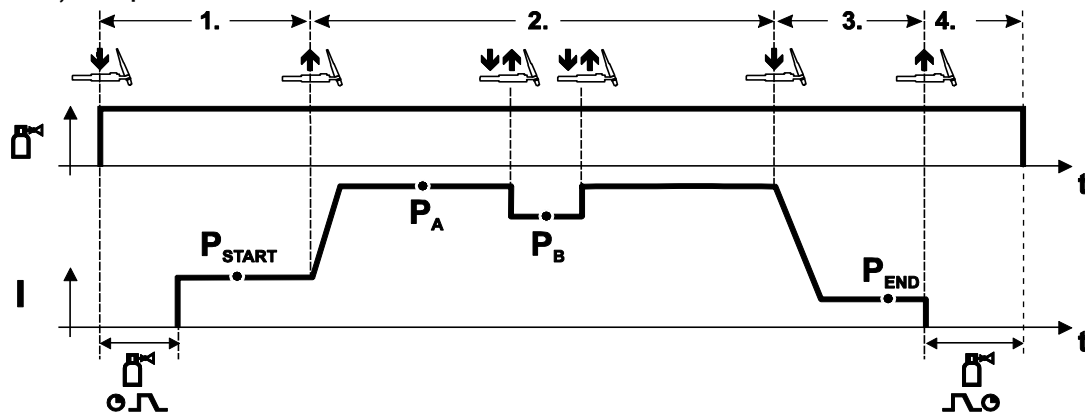 1. 2. 3. 4.
t
P_A
P_B
P_START
P_END
I
t